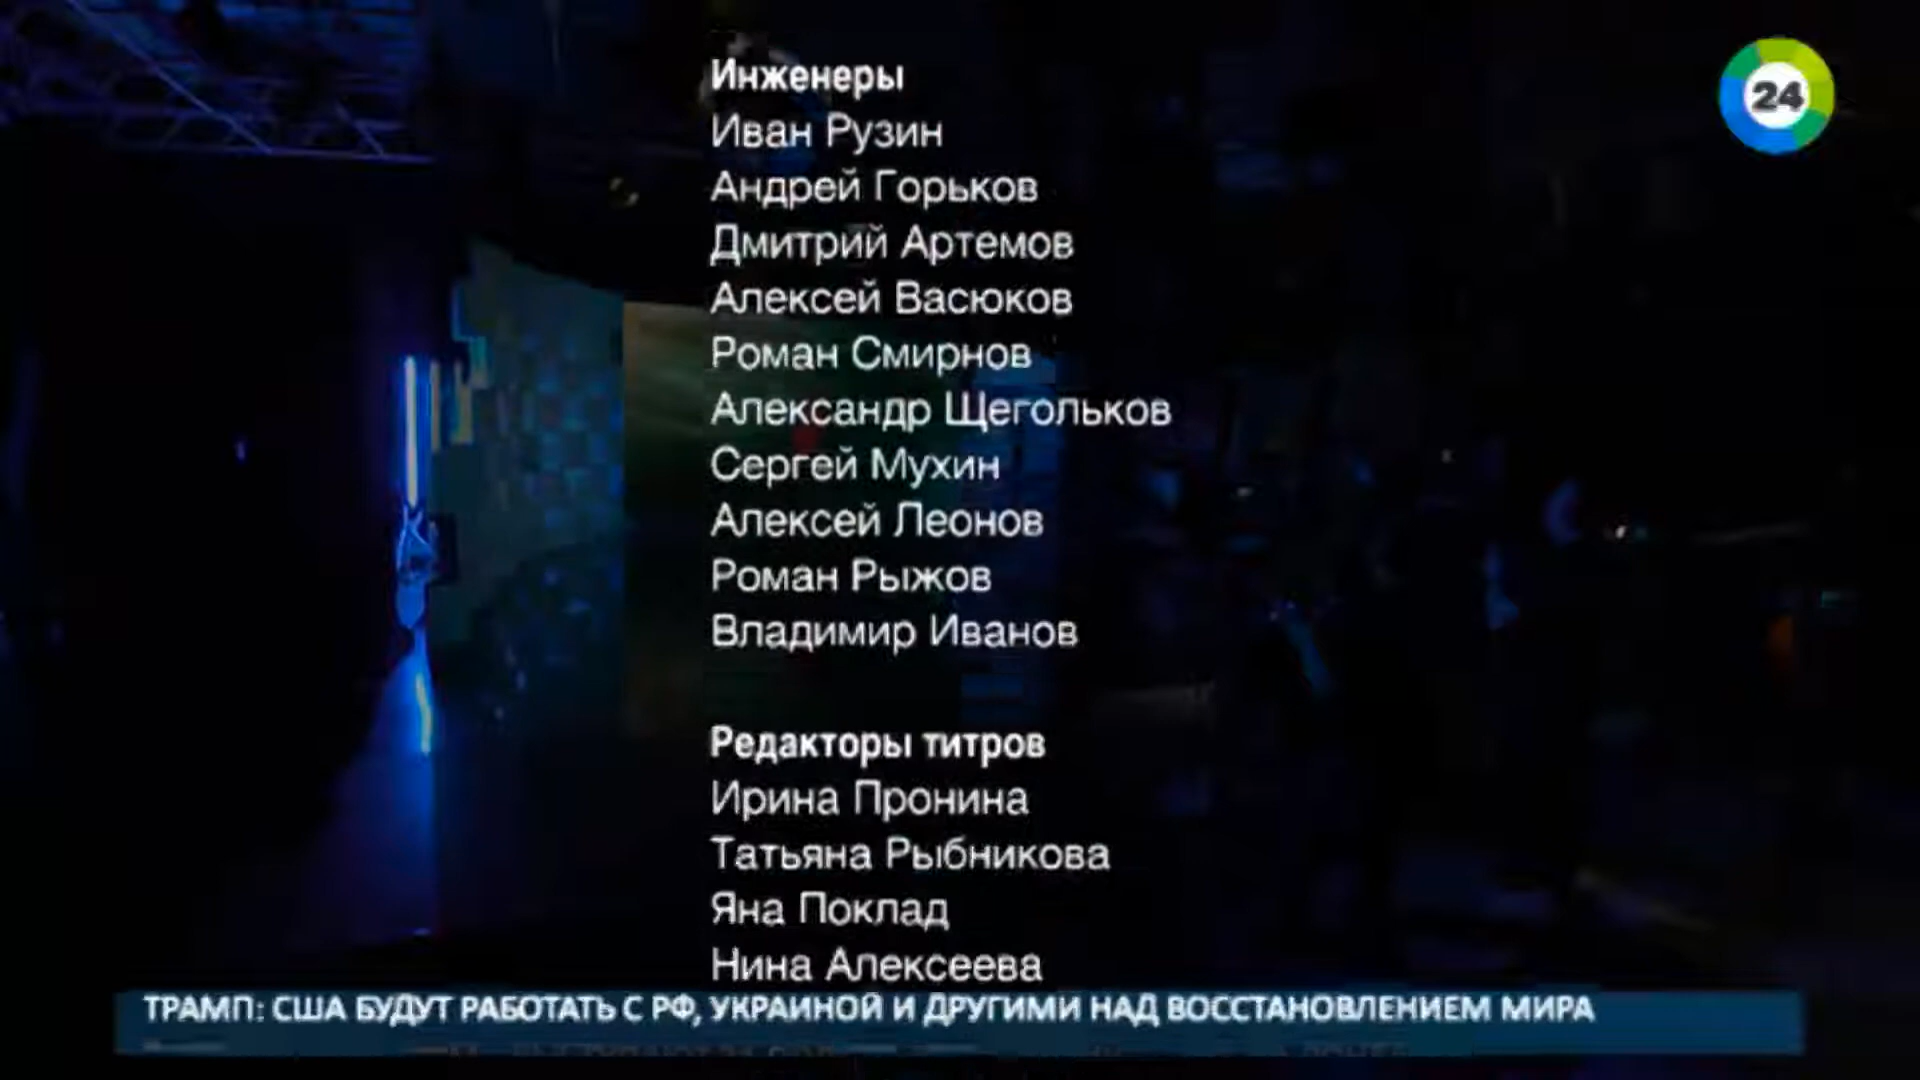 Инженеры
24
Иван Рузин
Андрей Горьков
Дмитрий Артемов
Алексей Васюков
Роман Смирнов
Александр Щегольков
Сергей Мухин
Алексей Леонов
Роман Рыжов
Владимир Иванов
Редакторы титров
Ирина Пронина
Татьяна Рыбникова
Яна Поклад
Нина Алексеева
ТРАМП: США БУДУТ РАБОТАТЬ С РФ, УКРАИНОЙ И ДРУГИМИ НАД ВОССТАНОВЛЕНИЕМ МИРА